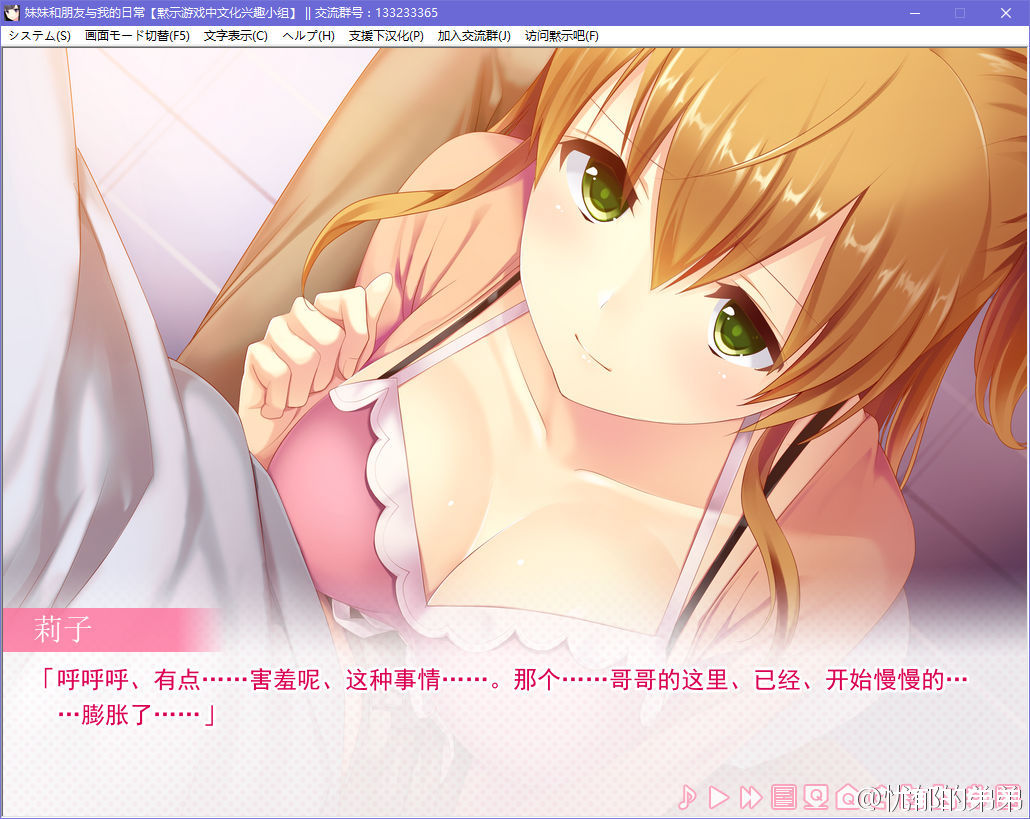 妹妹和朋友与我的日常【默示游戏中文化兴趣小组】 || 交流群号：133233365
システム(S) 画面モード切替(F5) 文字表示(C) ヘルプ(H) 支援下汉化(P) 加入交流群(J) 访问默示吧(F)
莉子
「呼呼呼、有点……害羞呢、这种事情……。那个……哥哥的这里、已经、开始慢慢的…
…膨胀了……」
@忧郁的弟弟